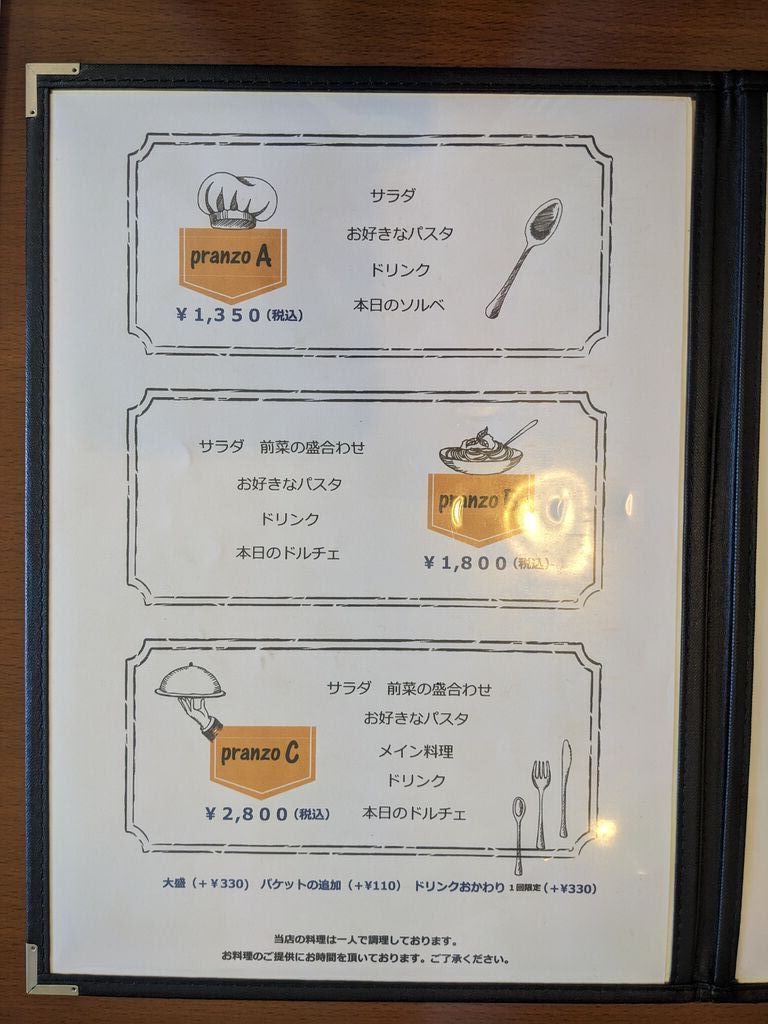 pranzo A
¥1,350(税込)
サラダ
お好きなパスタ
ドリンク
本日のソルベ
サラダ 前菜の盛合わせ
お好きなパスタ
ドリンク
本日のドルチェ
pranzo
¥1,800(税込)
pranzo C
¥2,800(税込)
サラダ 前菜の盛合わせ
お好きなパスタ
メイン料理
ドリンク
本日のドルチェ
大盛(+¥330) バケットの追加(+¥110) ドリンクおかわり1回限定(+¥330)
当店の料理は一人で調理しております。
お料理のご提供にお時間を頂いております。ご了承ください。